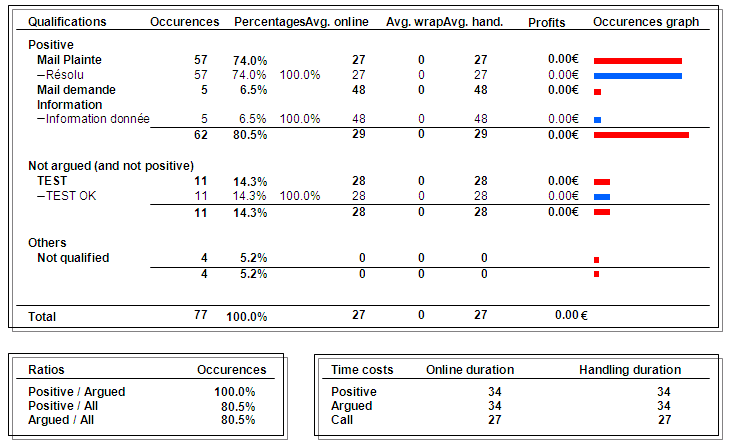 Qualifications Occurences Percentages Avg. online Avg. wrap Avg. hand. Profits Occurences graph
Positive
Mail Plainte 57 74.0% 27 0 27 0.00€
–Résolu 57 74.0% 100.0% 27 0 27 0.00€
Mail demande 5 6.5% 48 0 48 0.00€
Information
–Information donnée 5 6.5% 100.0% 48 0 48 0.00€
62 80.5% 29 0 29 0.00€
Not argued (and not positive)
TEST 11 14.3% 28 0 28 0.00€
–TEST OK 11 14.3% 100.0% 28 0 28 0.00€
11 14.3% 28 0 28 0.00€
Others
Not qualified 4 5.2% 0 0 0
4 5.2% 0 0 0
Total 77 100.0% 27 0 27 0.00 €
Ratios Occurences
Positive / Argued 100.0%
Positive / All 80.5%
Argued / All 80.5%
Time costs Online duration Handling duration
Positive 34 34
Argued 34 34
Call 27 27